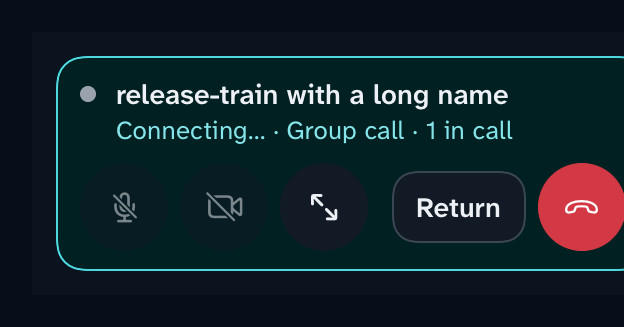 release-train with a long name
Connecting... · Group call · 1 in call
Return